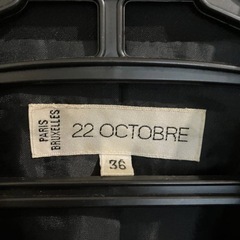 PARIS
BRUXELLES
22 OCTOBRE
36